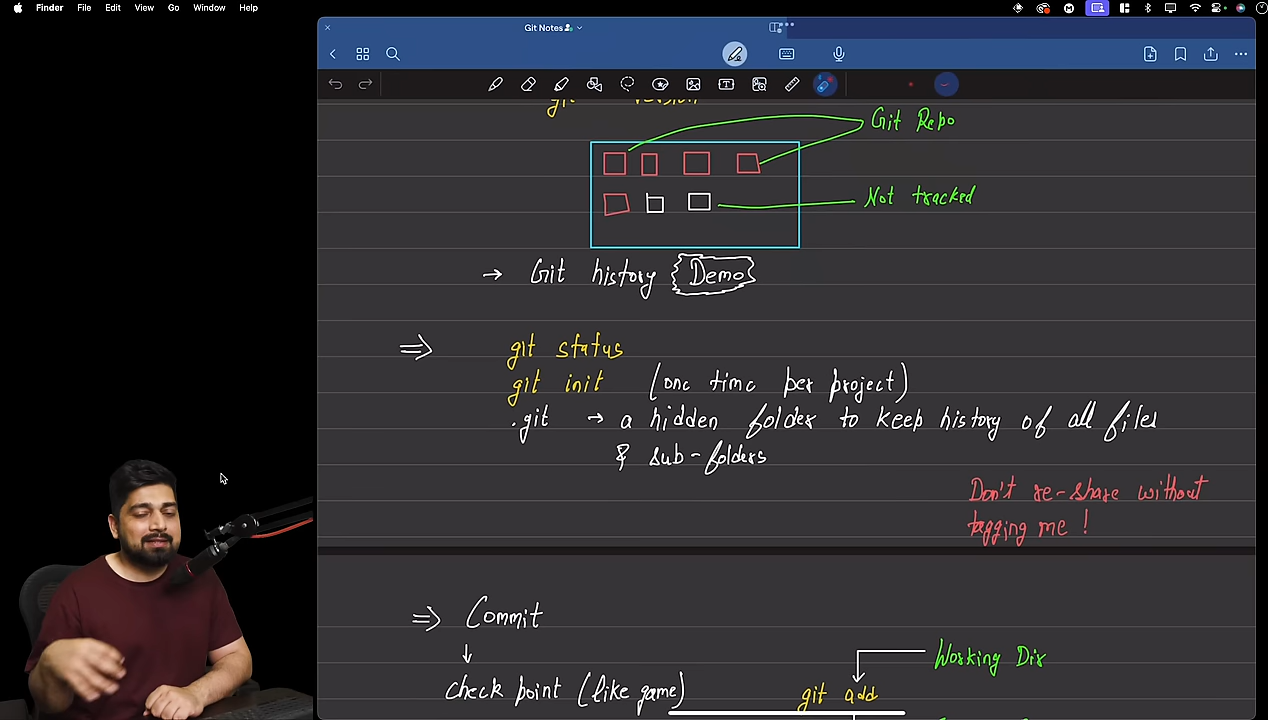 Finder File Edit View Go Window Help
Git Notes
Git Repo
Not tracked
→ Git history Demo
⇒ git status
git init (one time per project)
.git → a hidden folder to keep history of all files
& sub-folders
Don't re-share without
tagging me !
⇒ Commit
↓
Working Dir
check point (like game)
git add